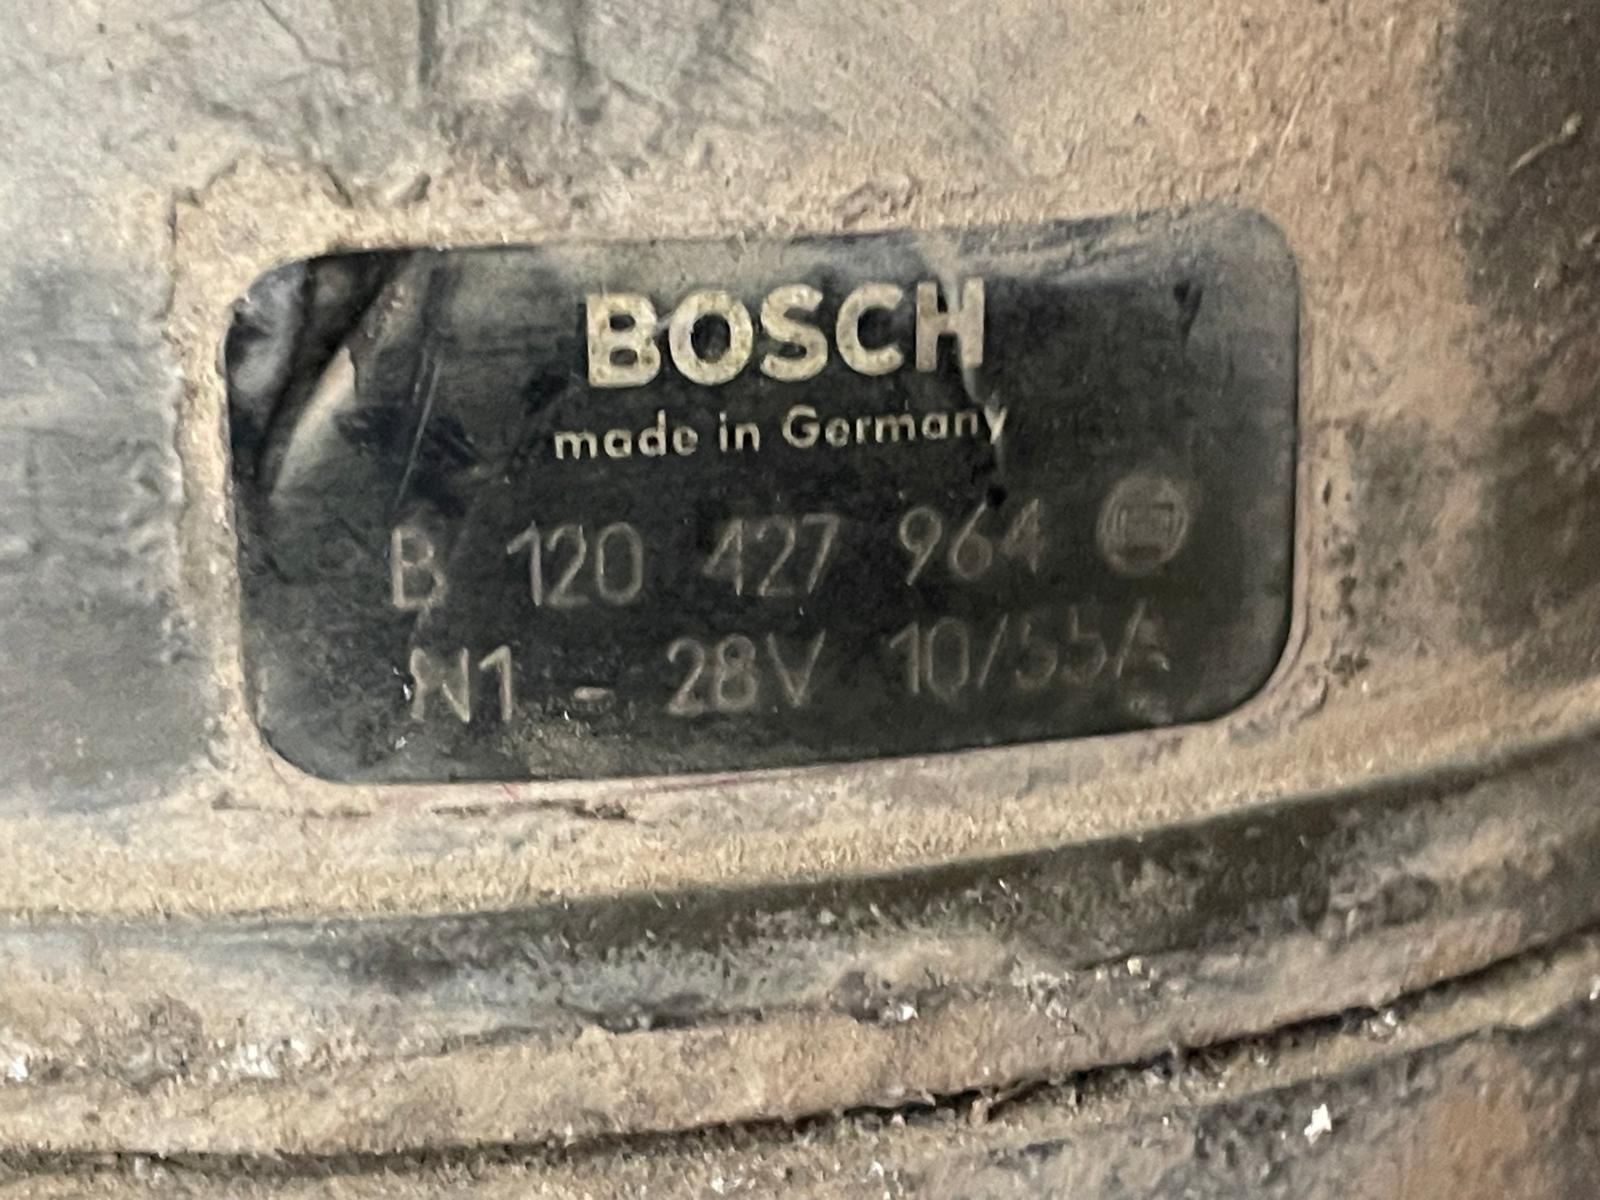 BOSCH
made in Germany
B 120 427 964
N1 - 28V 10/55A